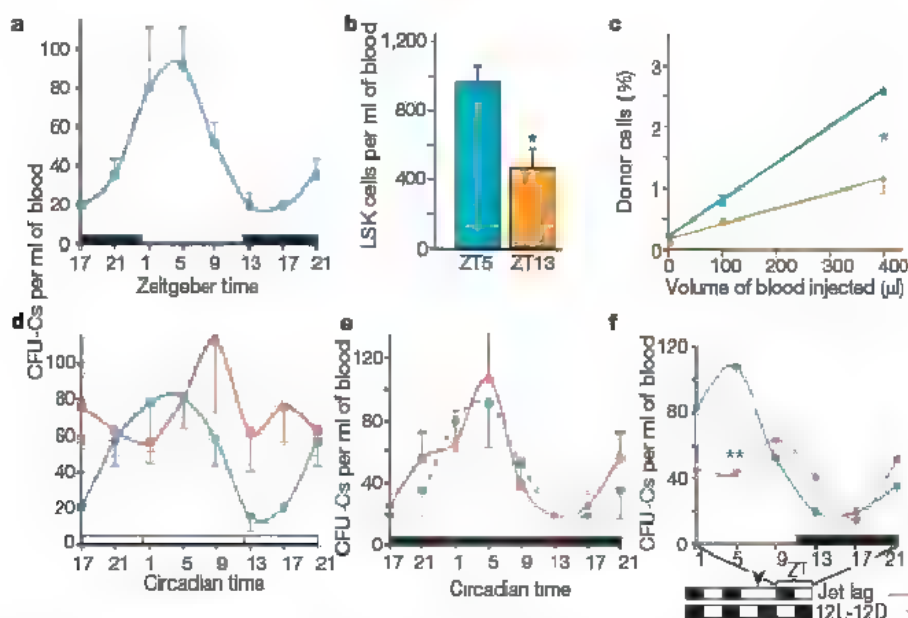 a
CFU-Cs per ml of blood
100
80
60
40
20
0
17 21 1 5 9 13 17 21
Zeitgeber time
b
LSK cells per ml of blood
1,200
800
400
0
*
ZT5 ZT13
c
Donor cells (%)
3
2
1
0
*
0 100 200 300 400
Volume of blood injected (µl)
d
120
80
60
40
20
0
17 21 1 5 9 13 17 21
Circadian time
e
CFU-Cs per ml of blood
120
80
40
0
17 21 1 5 9 13 17 21
Circadian time
f
CFU-Cs per ml of blood
120
80
40
0
**
1 5 9 13 17 21
ZT
Jet lag
12L-12D